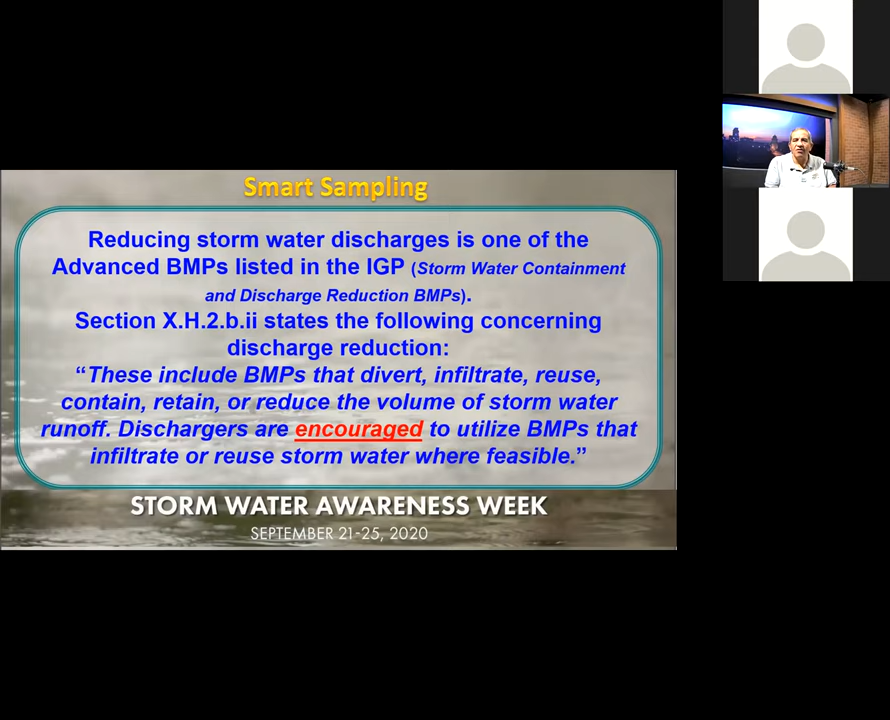 Smart Sampling
Reducing storm water discharges is one of the
Advanced BMPs listed in the IGP (Storm Water Containment
and Discharge Reduction BMPs).
Section X.H.2.b.ii states the following concerning
discharge reduction:
“These include BMPs that divert, infiltrate, reuse,
contain, retain, or reduce the volume of storm water
runoff. Dischargers are encouraged to utilize BMPs that
infiltrate or reuse storm water where feasible.”
STORM WATER AWARENESS WEEK
SEPTEMBER 21-25, 2020